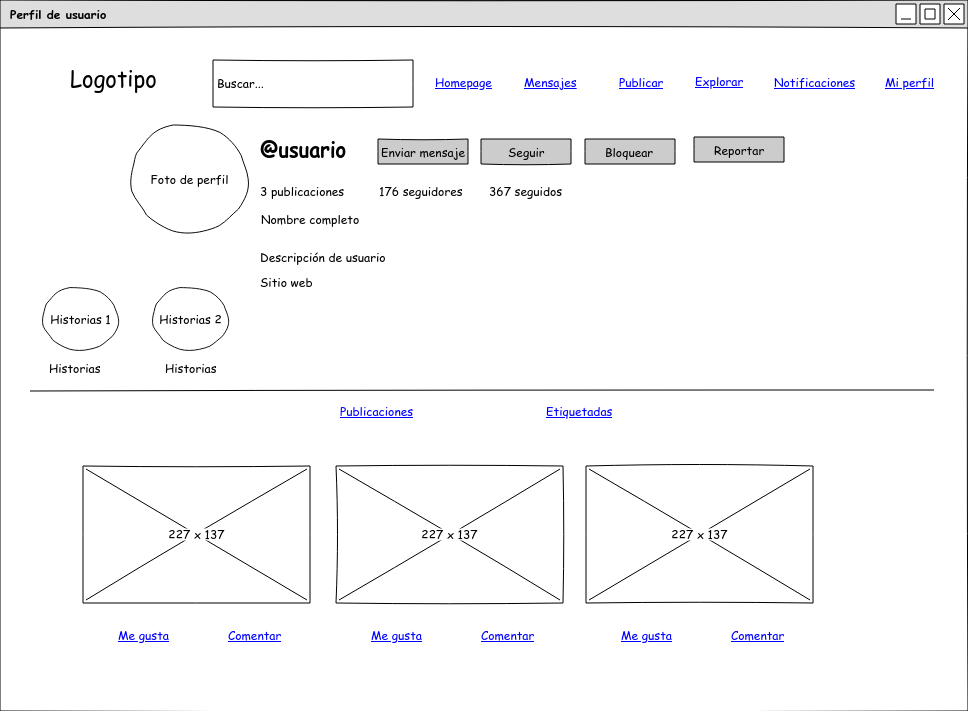 Perfil de usuario
Logotipo
Buscar...
Homepage
Mensajes
Publicar
Explorar
Notificaciones
Mi perfil
Foto de perfil
@usuario
Enviar mensaje
Seguir
Bloquear
Reportar
3 publicaciones
176 seguidores
367 seguidos
Nombre completo
Descripción de usuario
Sitio web
Historias 1
Historias 2
Historias
Historias
Publicaciones
Etiquetadas
227 x 137
227 x 137
227 x 137
Me gusta
Comentar
Me gusta
Comentar
Me gusta
Comentar